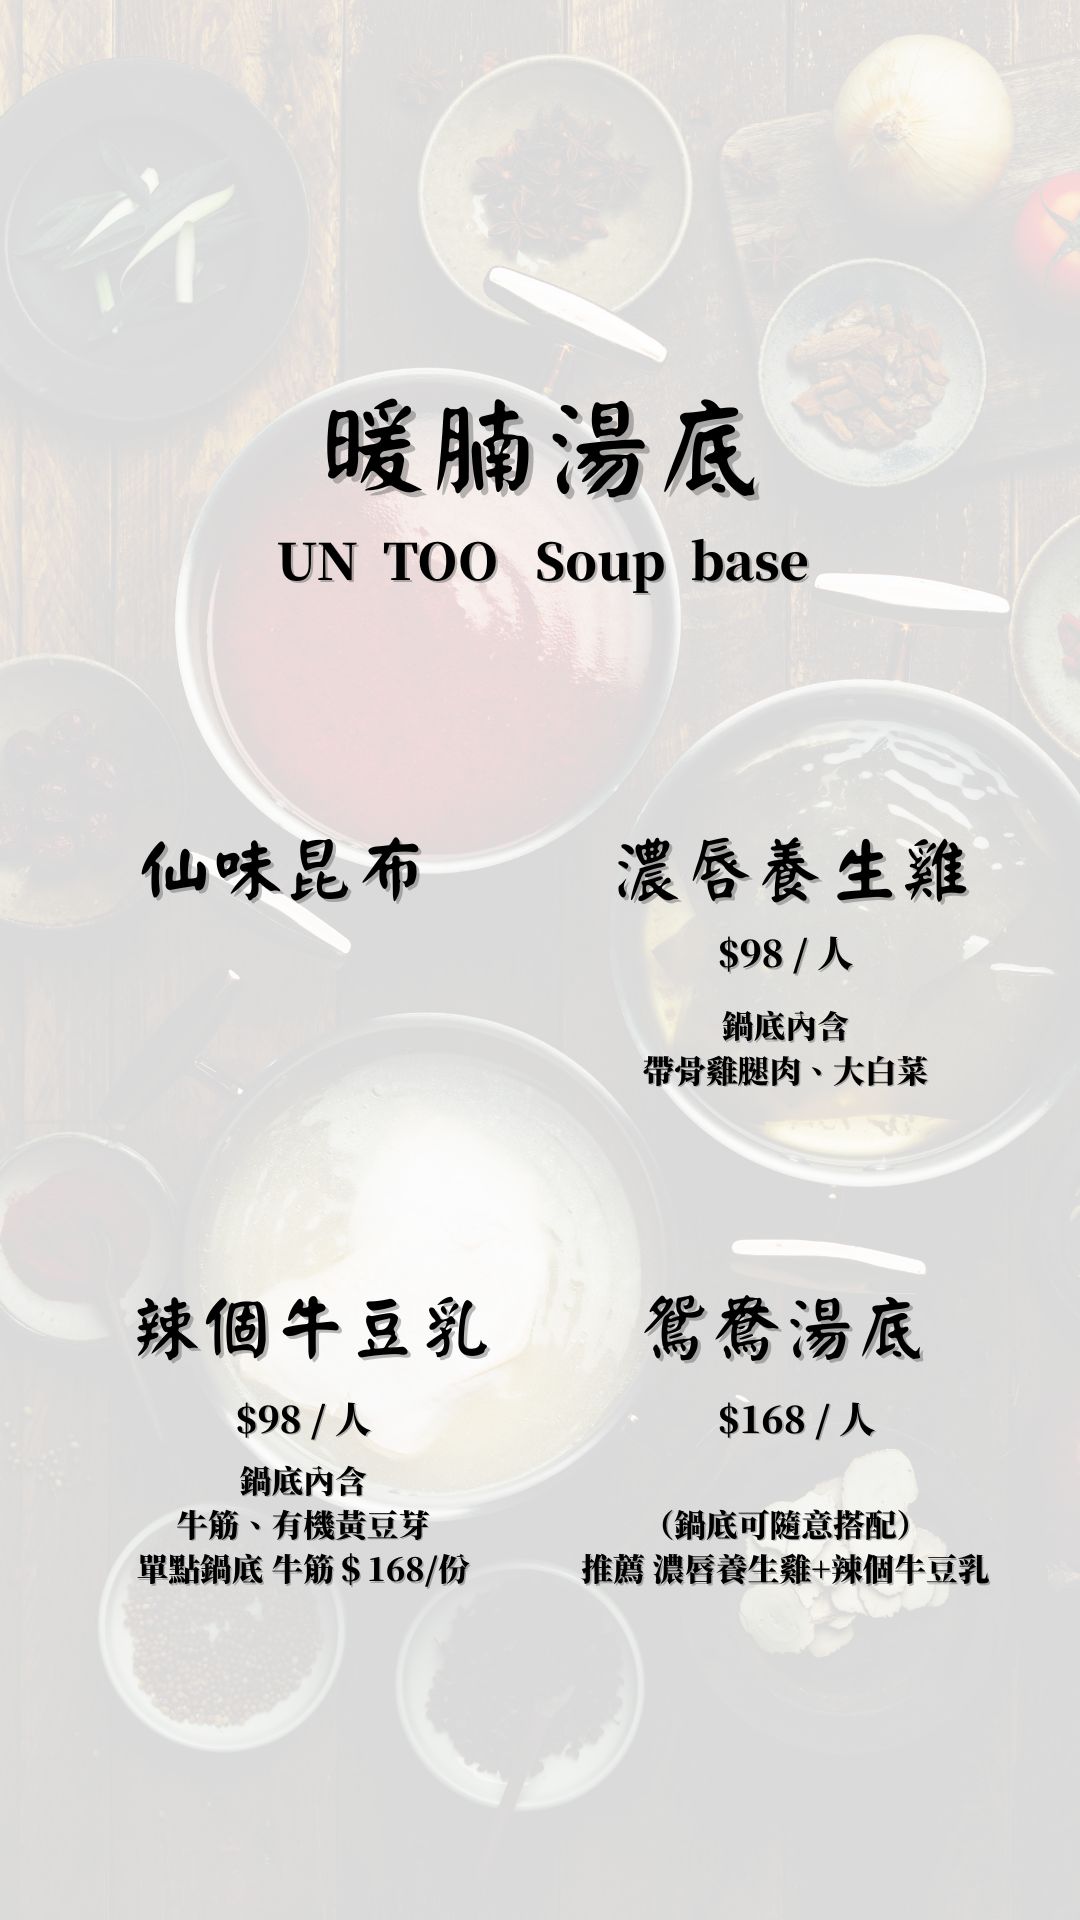 暖腩湯底
UN TOO Soup base
仙味昆布
濃唇養生雞
$98 / 人
鍋底內含
帶骨雞腿肉、大白菜
辣個牛豆乳
$98 / 人
鍋底內含
牛筋、有機黃豆芽
單點鍋底 牛筋 $ 168/份
鴛鴦湯底
$168 / 人
（鍋底可隨意搭配）
推薦 濃唇養生雞+辣個牛豆乳